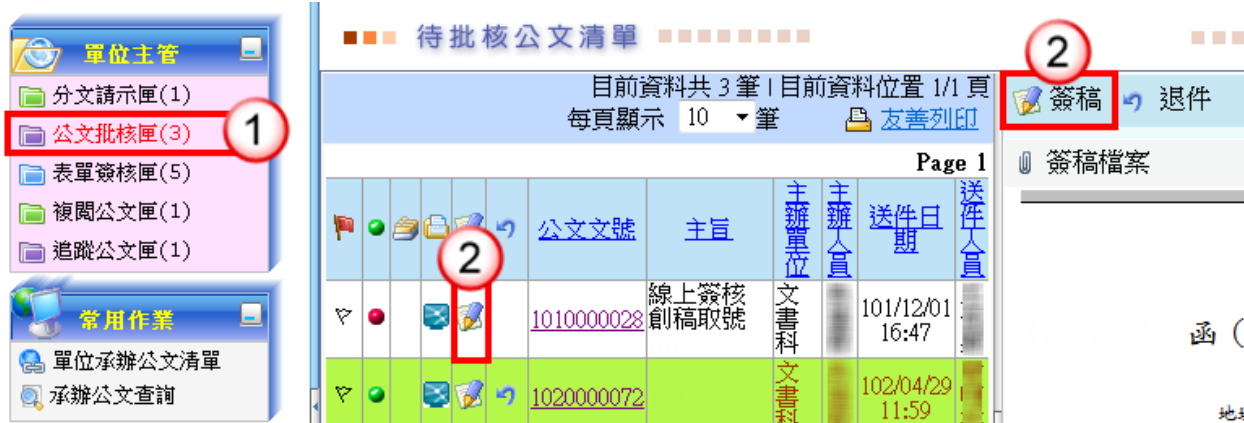 單位主管
分文請示匣(1)
公文批核匣(3)
1
表單簽核匣(5)
複閱公文匣(1)
追蹤公文匣(1)
常用作業
單位承辦公文清單
承辦公文查詢
待批核公文清單
目前資料共 3 筆 | 目前資料位置 1/1 頁
每頁顯示 10 筆 友善列印
Page 1
公文文號 主旨 主辦單位 主辦人員 送件日期 送件人員
2
1010000028 線上簽核創稿取號 文書科 101/12/01 16:47
1020000072 文書科 102/04/29 11:59
2
簽稿 退件
簽稿檔案
函（